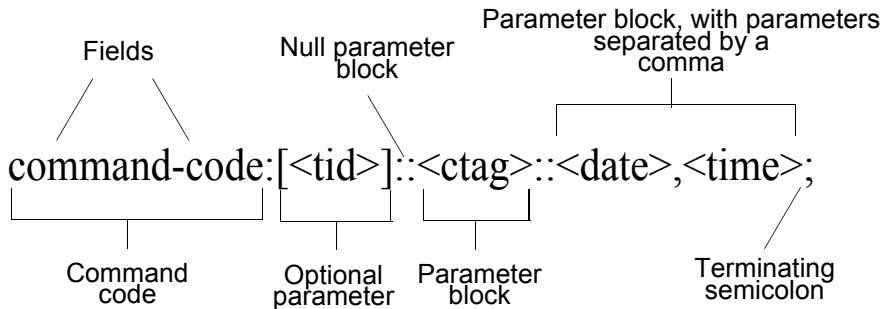 Parameter block, with parameters
separated by a
comma
Fields
Null parameter
block
command-code:[<tid>]::<ctag>::<date>,<time>;
Command
code
Optional
parameter
Parameter
block
Terminating
semicolon